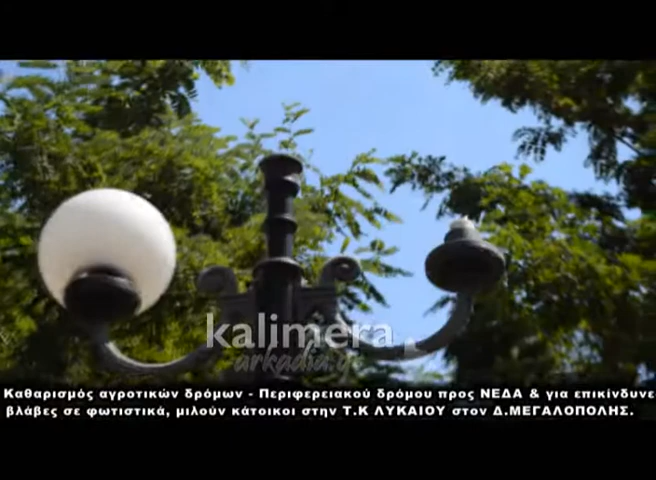 kalimera
arkadia.gr
Καθαρισμός αγροτικών δρόμων - Περιφερειακού δρόμου προς ΝΕΔΑ & για επικίνδυνε
βλάβες σε φωτιστικά, μιλούν κάτοικοι στην Τ.Κ ΛΥΚΑΙΟΥ στον Δ.ΜΕΓΑΛΟΠΟΛΗΣ.